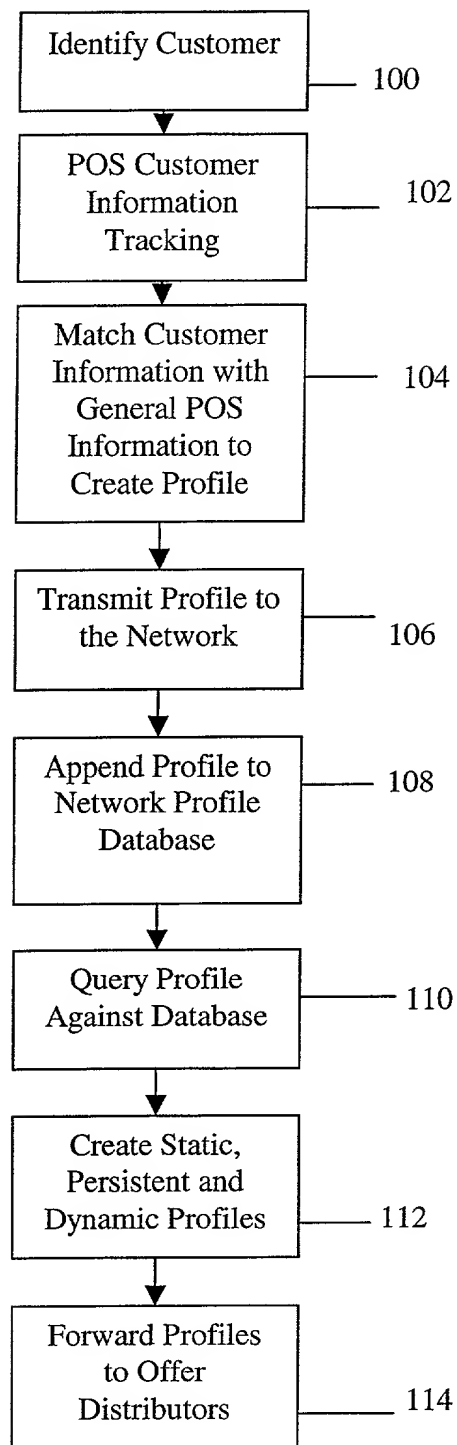 Identify Customer
100
POS Customer
Information
Tracking
102
Match Customer
Information with
General POS
Information to
Create Profile
104
Transmit Profile to
the Network
106
Append Profile to
Network Profile
Database
108
Query Profile
Against Database
110
Create Static,
Persistent and
Dynamic Profiles
112
Forward Profiles
to Offer
Distributors
114